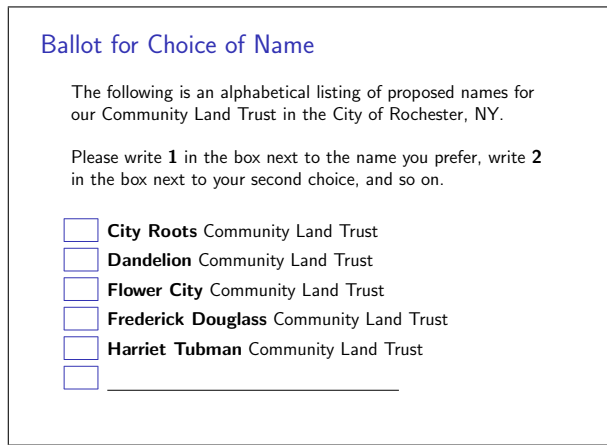 Ballot for Choice of Name
The following is an alphabetical listing of proposed names for
our Community Land Trust in the City of Rochester, NY.
Please write 1 in the box next to the name you prefer, write 2
in the box next to your second choice, and so on.
City Roots Community Land Trust
Dandelion Community Land Trust
Flower City Community Land Trust
Frederick Douglass Community Land Trust
Harriet Tubman Community Land Trust